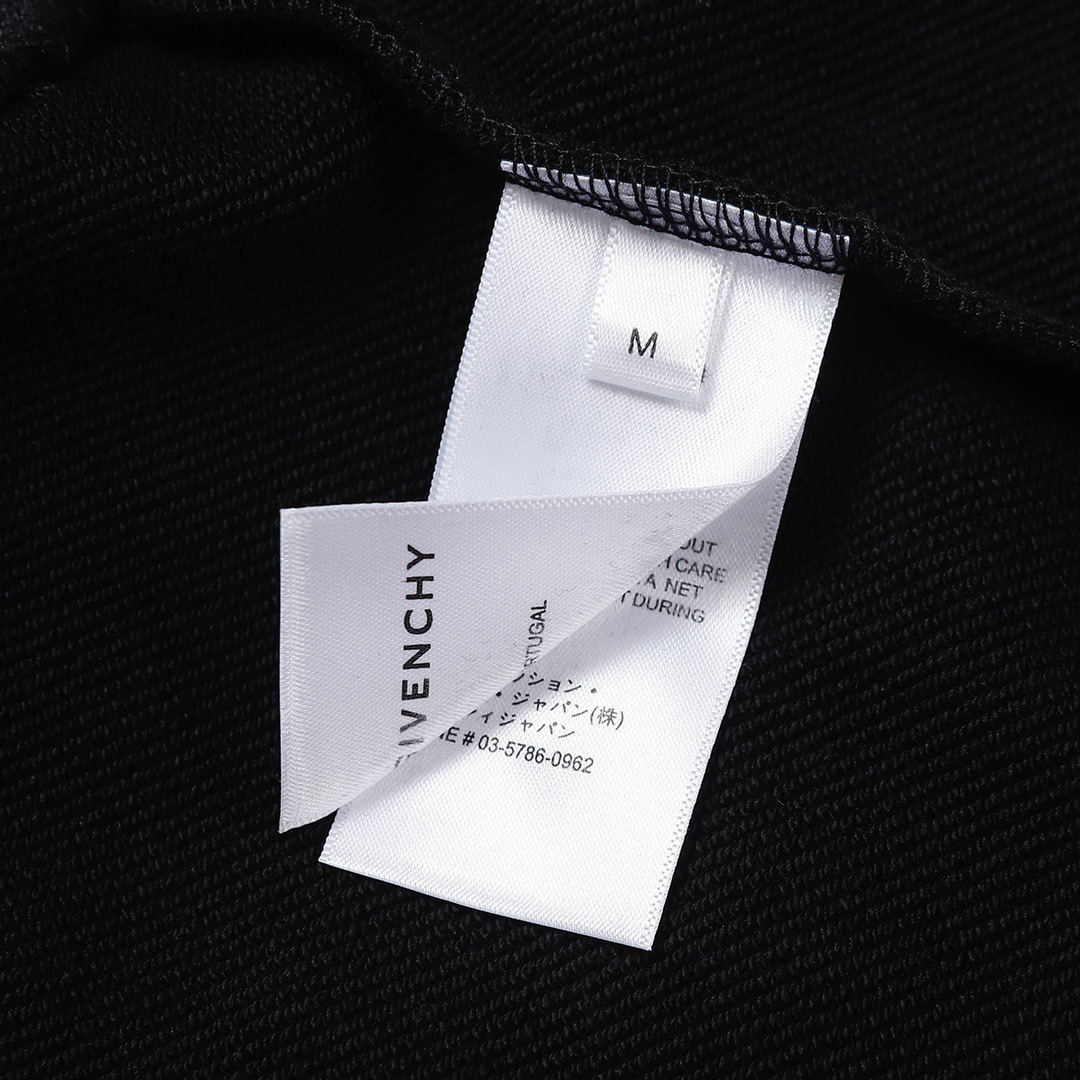 M
OUT
CARE
A NET
DURING
IVENCHY
RTUGAL
ション・
・ジャパン(株)
ィジャパン
E # 03-5786-0962